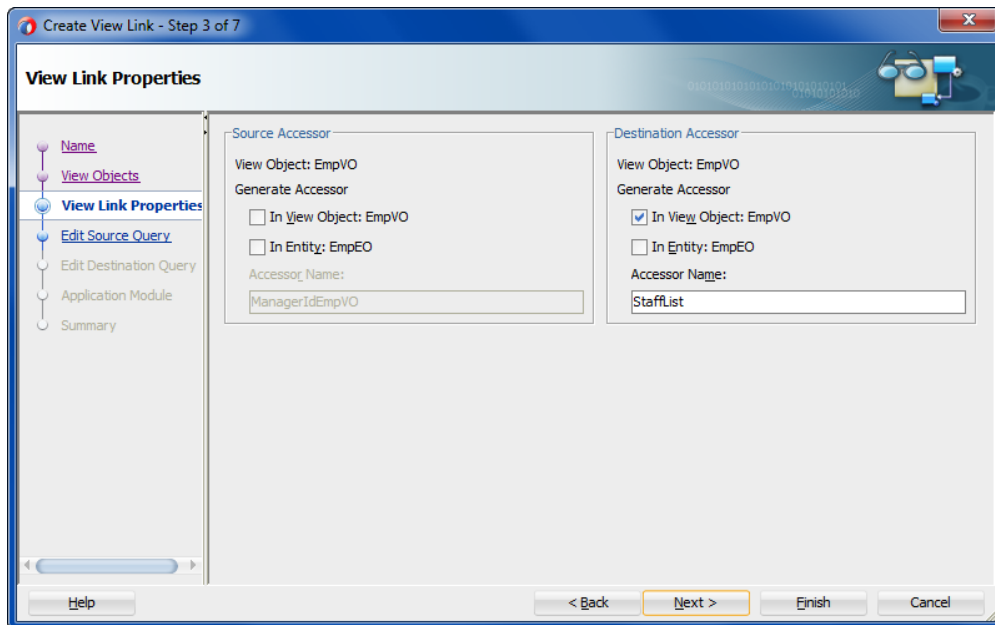 Create View Link - Step 3 of 7
View Link Properties
Name
View Objects
View Link Properties
Edit Source Query
Edit Destination Query
Application Module
Summary
Source Accessor
View Object: EmpVO
Generate Accessor
In View Object: EmpVO
In Entity: EmpEO
Accessor Name:
ManagerIdEmpVO
Destination Accessor
View Object: EmpVO
Generate Accessor
In View Object: EmpVO
In Entity: EmpEO
Accessor Name:
StaffList
Help
< Back
Next >
Finish
Cancel